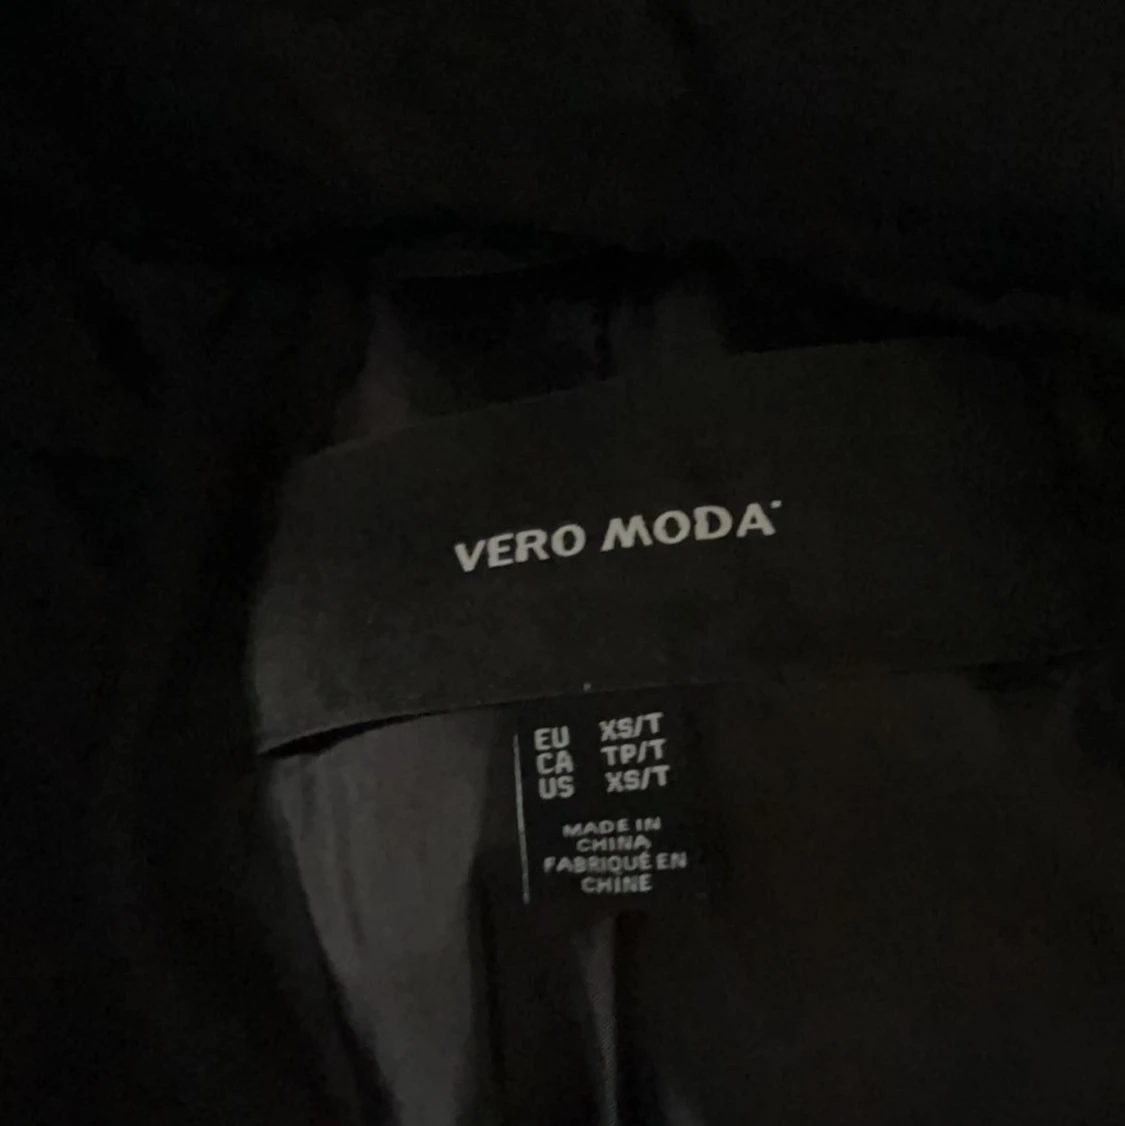 VERO MODA
EU XS/T
CA TP/T
US XS/T
MADE IN
CHINA
FABRIQUÉ EN
CHINE